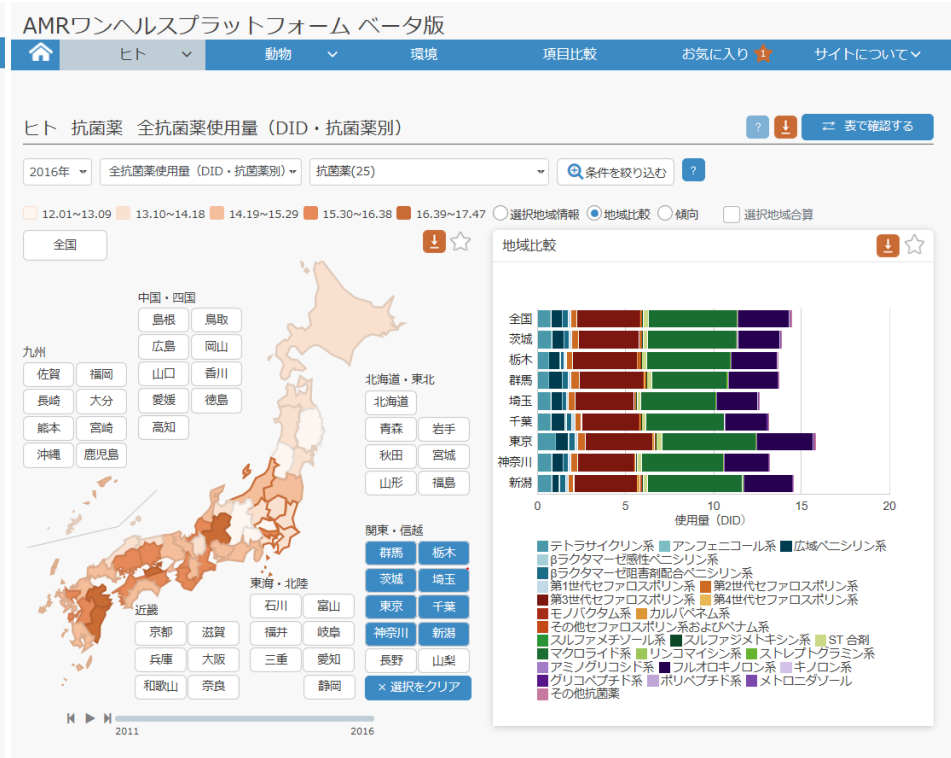 AMRワンヘルスプラットフォーム ベータ版
ヒト 動物 環境 項目比較 お気に入り 1 サイトについて
ヒト 抗菌薬 全抗菌薬使用量（DID・抗菌薬別）
? 表で確認する
2016年 全抗菌薬使用量（DID・抗菌薬別） 抗菌薬(25) 条件を絞り込む ?
12.01~13.09 13.10~14.18 14.19~15.29 15.30~16.38 16.39~17.47 選択地域情報 地域比較 傾向 選択地域合算
全国
中国・四国
島根 鳥取
広島 岡山
山口 香川
愛媛 徳島
高知
九州
佐賀 福岡
長崎 大分
熊本 宮崎
沖縄 鹿児島
北海道・東北
北海道
青森 岩手
秋田 宮城
山形 福島
関東・信越
群馬 栃木
茨城 埼玉
東京 千葉
神奈川 新潟
長野 山梨
× 選択をクリア
東海・北陸
石川 富山
福井 岐阜
三重 愛知
静岡
近畿
京都 滋賀
兵庫 大阪
和歌山 奈良
2011 2016
地域比較
全国
茨城
栃木
群馬
埼玉
千葉
東京
神奈川
新潟
0 5 10 15 20
使用量（DID）
テトラサイクリン系 アンフェニコール系 広域ペニシリン系
βラクタマーゼ感性ペニシリン系
βラクタマーゼ阻害剤配合ペニシリン系
第1世代セファロスポリン系 第2世代セファロスポリン系
第3世代セファロスポリン系 第4世代セファロスポリン系
モノバクタム系 カルバペネム系
その他セファロスポリン系およびペナム系
スルファメチゾール系 スルファジメトキシン系 ST 合剤
マクロライド系 リンコマイシン系 ストレプトグラミン系
アミノグリコシド系 フルオロキノロン系 キノロン系
グリコペプチド系 ポリペプチド系 メトロニダゾール
その他抗菌薬